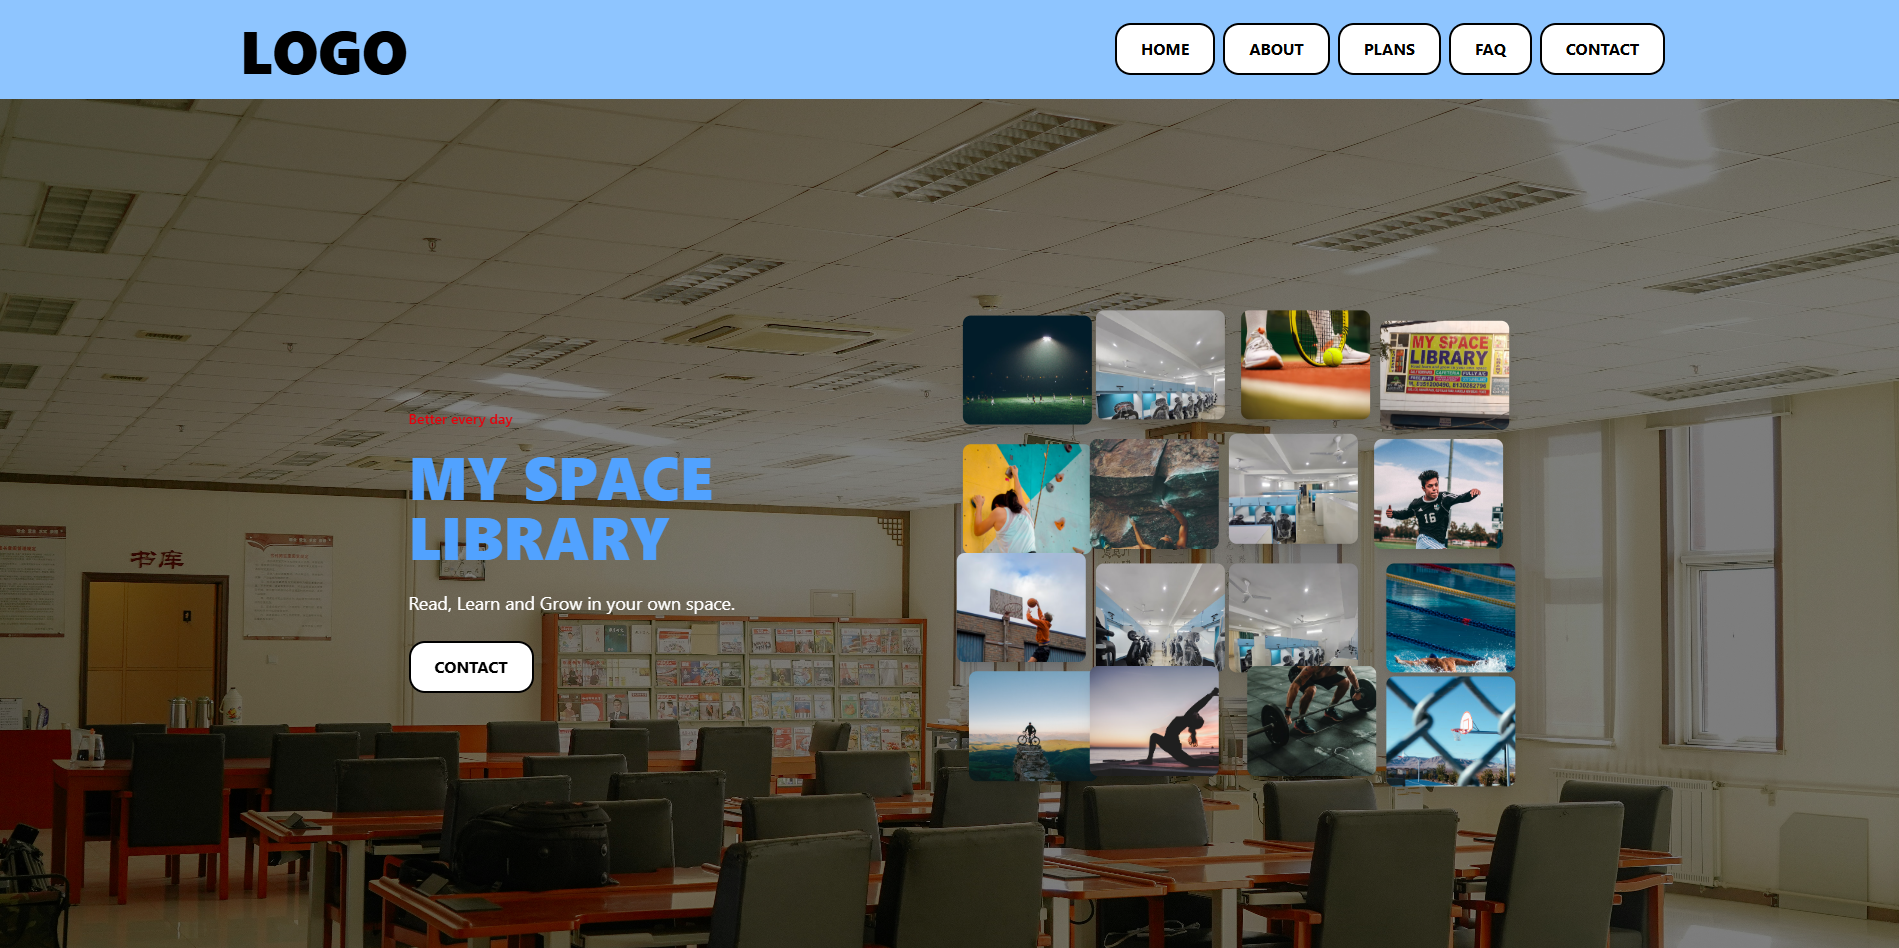 LOGO
HOME
ABOUT
PLANS
FAQ
CONTACT
Better every day
MY SPACE
LIBRARY
Read, Learn and Grow in your own space.
CONTACT
MY SPACE
LIBRARY
书库
16